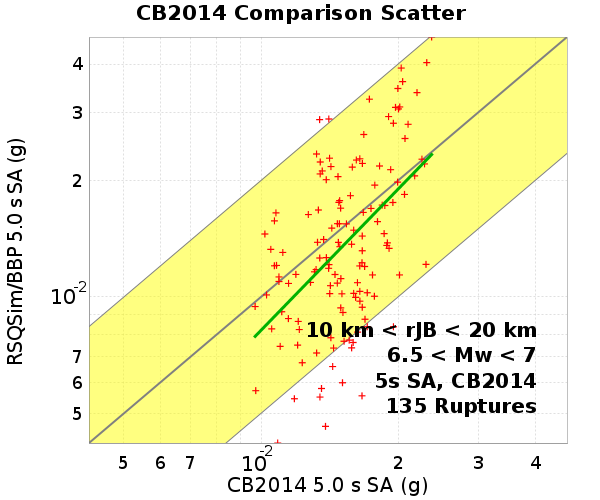 CB2014 Comparison Scatter
RSQSim/BBP 5.0 s SA (g)
4
3
2
10^-2
7
6
5
10 km < rJB < 20 km
6.5 < Mw < 7
5s SA, CB2014
135 Ruptures
5 6 7 10^-2 2 3 4
CB2014 5.0 s SA (g)